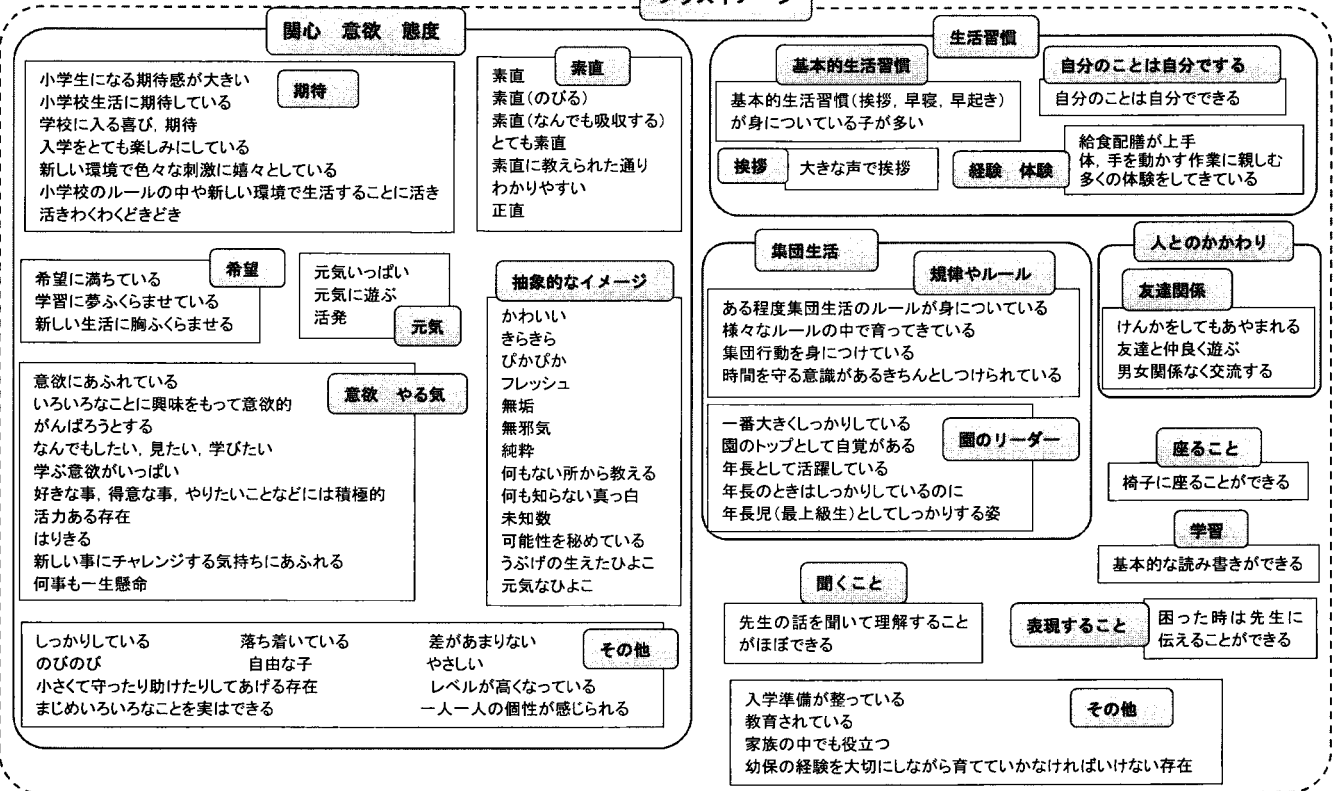 プラスイメージ
関心 意欲 態度
期待
小学生になる期待感が大きい
小学校生活に期待している
学校に入る喜び, 期待
入学をとても楽しみにしている
新しい環境で色々な刺激に嬉々としている
小学校のルールの中や新しい環境で生活することに活き
活きわくわくどきどき
素直
素直
素直(のびる)
素直(なんでも吸収する)
とても素直
素直に教えられた通り
わかりやすい
正直
希望
希望に満ちている
学習に夢ふくらませている
新しい生活に胸ふくらませる
元気いっぱい
元気に遊ぶ
活発
元気
抽象的なイメージ
かわいい
きらきら
ぴかぴか
フレッシュ
無垢
無邪気
純粋
何もない所から教える
何も知らない真っ白
未知数
可能性を秘めている
うぶげの生えたひよこ
元気なひよこ
意欲 やる気
意欲にあふれている
いろいろなことに興味をもって意欲的
がんばろうとする
なんでもしたい, 見たい, 学びたい
学ぶ意欲がいっぱい
好きな事, 得意な事, やりたいことなどには積極的
活力ある存在
はりきる
新しい事にチャレンジする気持ちにあふれる
何事も一生懸命
その他
しっかりしている 落ち着いている 差があまりない
のびのび 自由な子 やさしい
小さくて守ったり助けたりしてあげる存在 レベルが高くなっている
まじめいろいろなことを実はできる 一人一人の個性が感じられる
生活習慣
基本的生活習慣
基本的生活習慣(挨拶, 早寝, 早起き)
が身についている子が多い
自分のことは自分でする
自分のことは自分でできる
挨拶
大きな声で挨拶
経験 体験
給食配膳が上手
体, 手を動かす作業に親しむ
多くの体験をしてきている
集団生活
規律やルール
ある程度集団生活のルールが身についている
様々なルールの中で育ってきている
集団行動を身につけている
時間を守る意識があるきちんとしつけられている
園のリーダー
一番大きくしっかりしている
園のトップとして自覚がある
年長として活躍している
年長のときはしっかりしているのに
年長児(最上級生)としてしっかりする姿
人とのかかわり
友達関係
けんかをしてもあやまれる
友達と仲良く遊ぶ
男女関係なく交流する
座ること
椅子に座ることができる
学習
基本的な読み書きができる
聞くこと
先生の話を聞いて理解すること
がほぼできる
表現すること
困った時は先生に
伝えることができる
その他
入学準備が整っている
教育されている
家族の中でも役立つ
幼保の経験を大切にしながら育てていかなければいけない存在